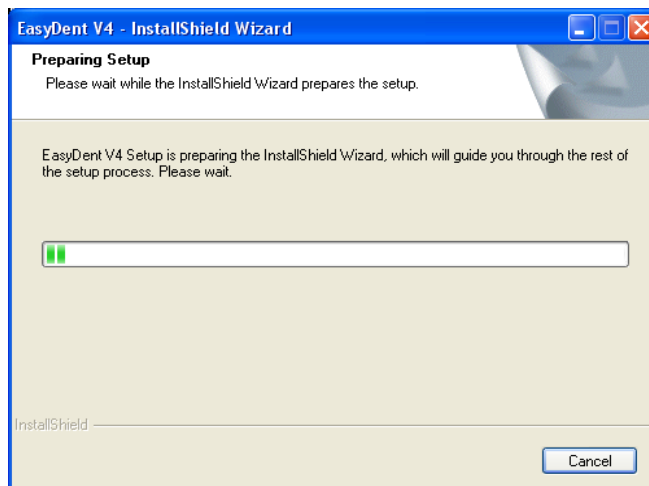 EasyDent V4 - InstallShield Wizard
Preparing Setup
Please wait while the InstallShield Wizard prepares the setup.
EasyDent V4 Setup is preparing the InstallShield Wizard, which will guide you through the rest of
the setup process. Please wait.
InstallShield
Cancel